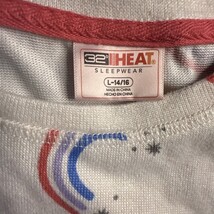 32° HEAT
SLEEPWEAR
L-14/16
MADE IN CHINA
HECHO EN CHINA